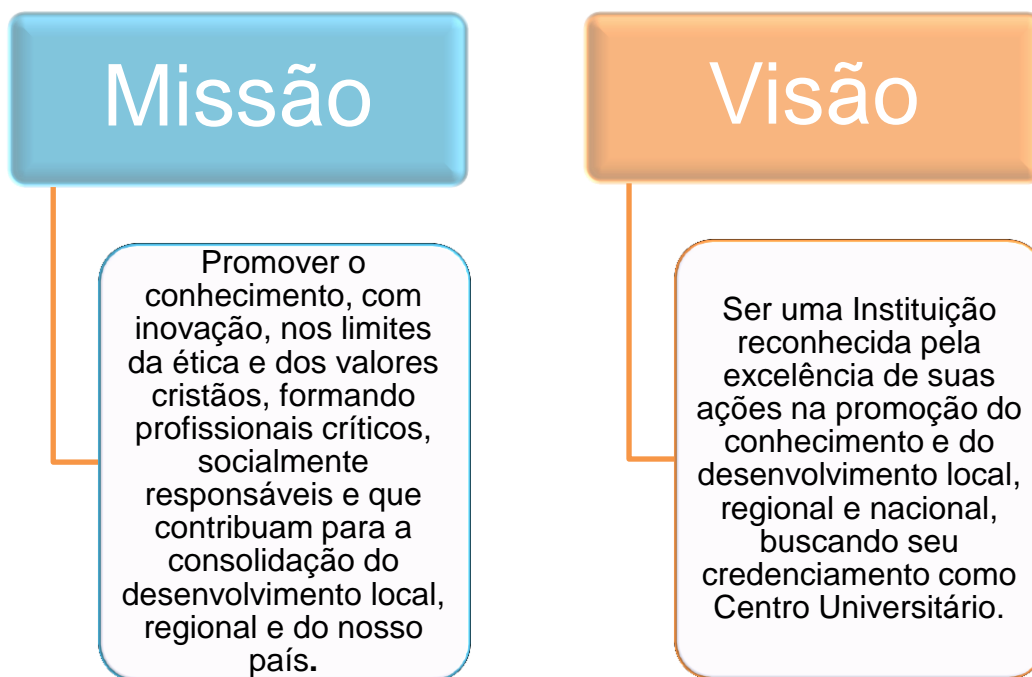 Missão
Promover o
conhecimento, com
inovação, nos limites
da ética e dos valores
cristãos, formando
profissionais críticos,
socialmente
responsáveis e que
contribuam para a
consolidação do
desenvolvimento local,
regional e do nosso
país.
Visão
Ser uma Instituição
reconhecida pela
excelência de suas
ações na promoção do
conhecimento e do
desenvolvimento local,
regional e nacional,
buscando seu
credenciamento como
Centro Universitário.